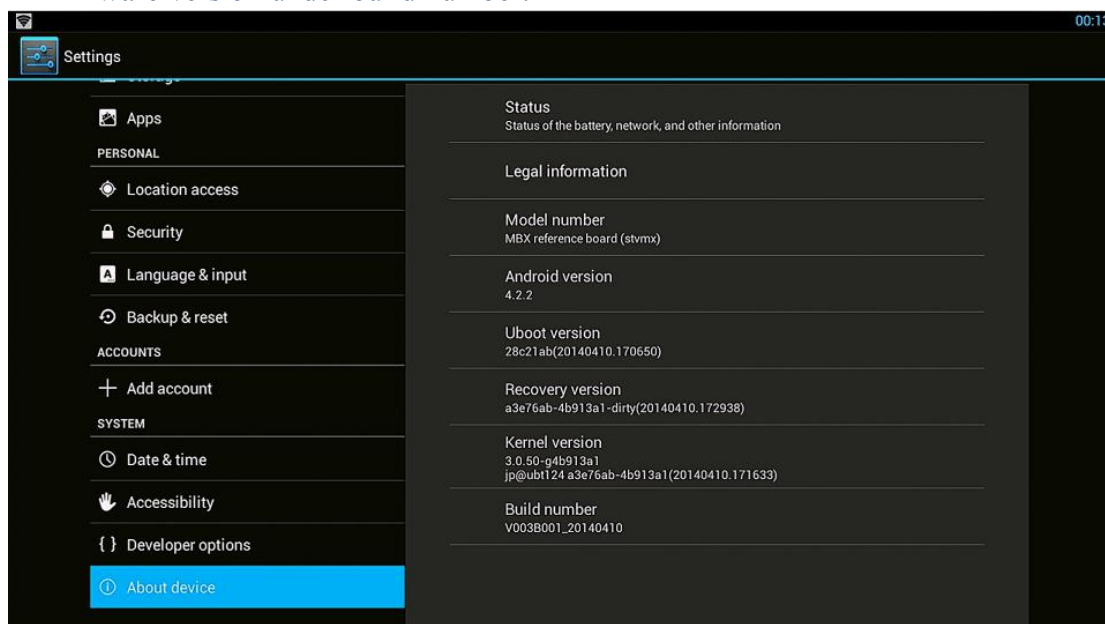 00:13
Settings
Storage
Apps
PERSONAL
Location access
Security
Language & input
Backup & reset
ACCOUNTS
Add account
SYSTEM
Date & time
Accessibility
{ } Developer options
About device
Status
Status of the battery, network, and other information
Legal information
Model number
MBX reference board (stvmx)
Android version
4.2.2
Uboot version
28c21ab(20140410.170650)
Recovery version
a3e76ab-4b913a1-dirty(20140410.172938)
Kernel version
3.0.50-g4b913a1
jp@ubt124 a3e76ab-4b913a1(20140410.171633)
Build number
V003B001_20140410